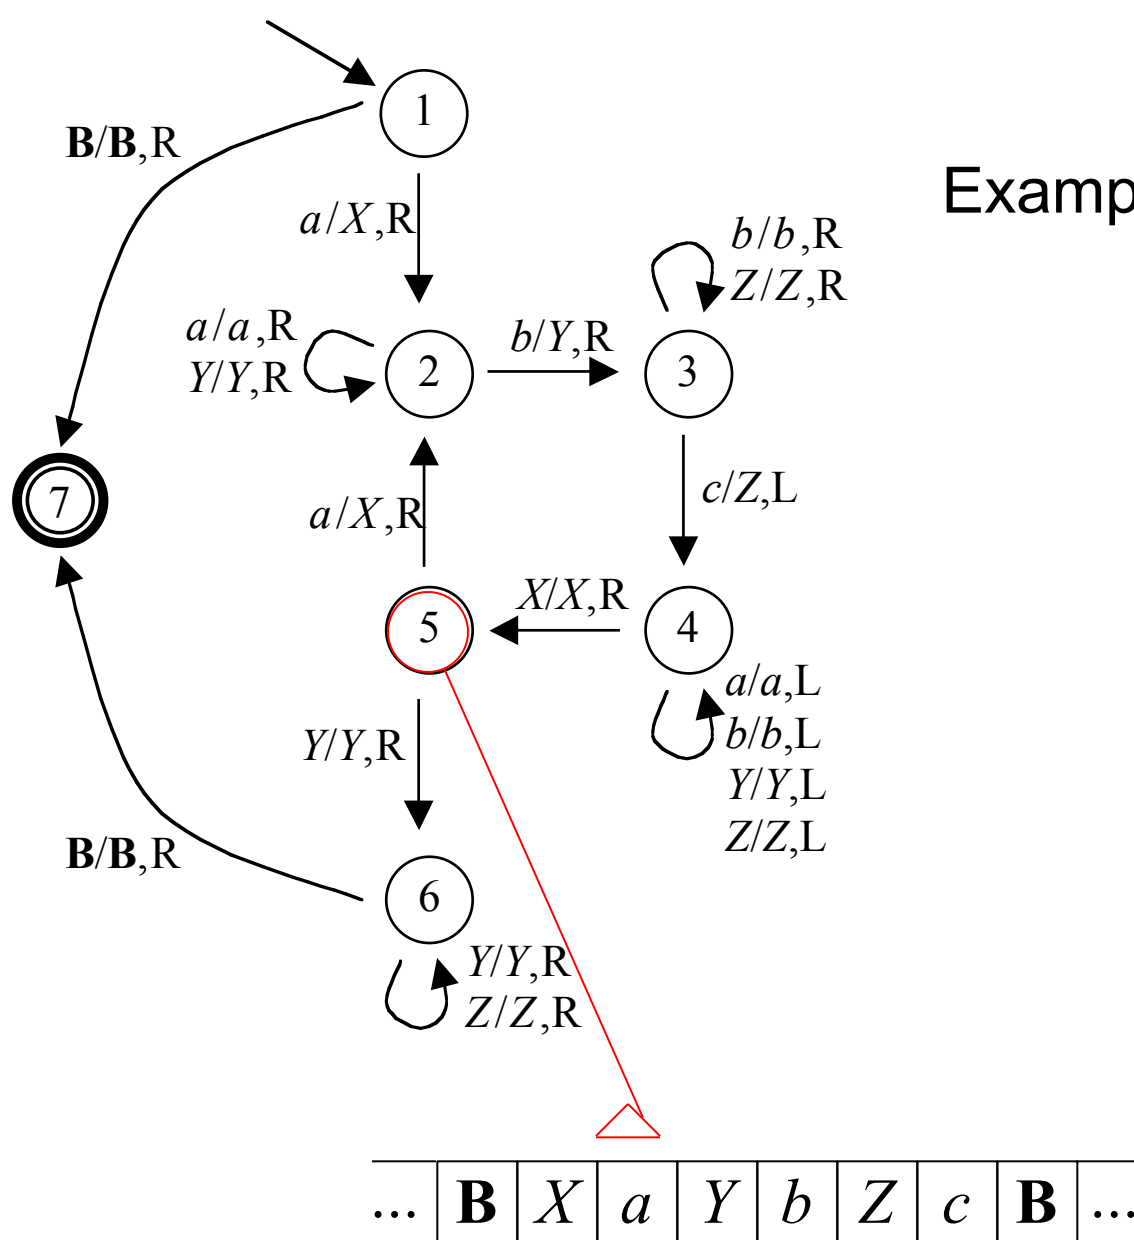 1
B/B,R
Examp
a/X,R
b/b,R
Z/Z,R
a/a,R
Y/Y,R
2
b/Y,R
3
7
a/X,R
c/Z,L
5
X/X,R
4
a/a,L
b/b,L
Y/Y,L
Z/Z,L
Y/Y,R
B/B,R
6
Y/Y,R
Z/Z,R
... B X a Y b Z c B ...